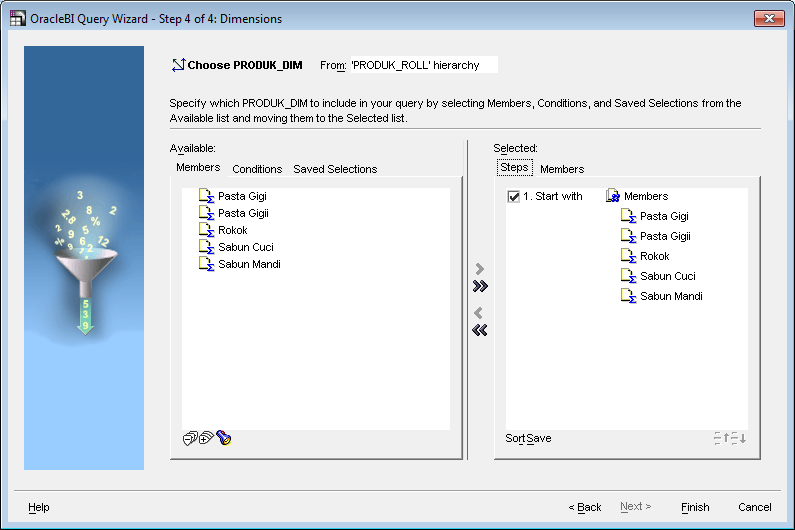 OracleBI Query Wizard - Step 4 of 4: Dimensions
Choose PRODUK_DIM From: 'PRODUK_ROLL' hierarchy
Specify which PRODUK_DIM to include in your query by selecting Members, Conditions, and Saved Selections from the
Available list and moving them to the Selected list.
Available:
Members Conditions Saved Selections
Pasta Gigi
Pasta Gigii
Rokok
Sabun Cuci
Sabun Mandi
Selected:
Steps Members
1. Start with Members
Pasta Gigi
Pasta Gigii
Rokok
Sabun Cuci
Sabun Mandi
Sort Save
Help < Back Next > Finish Cancel